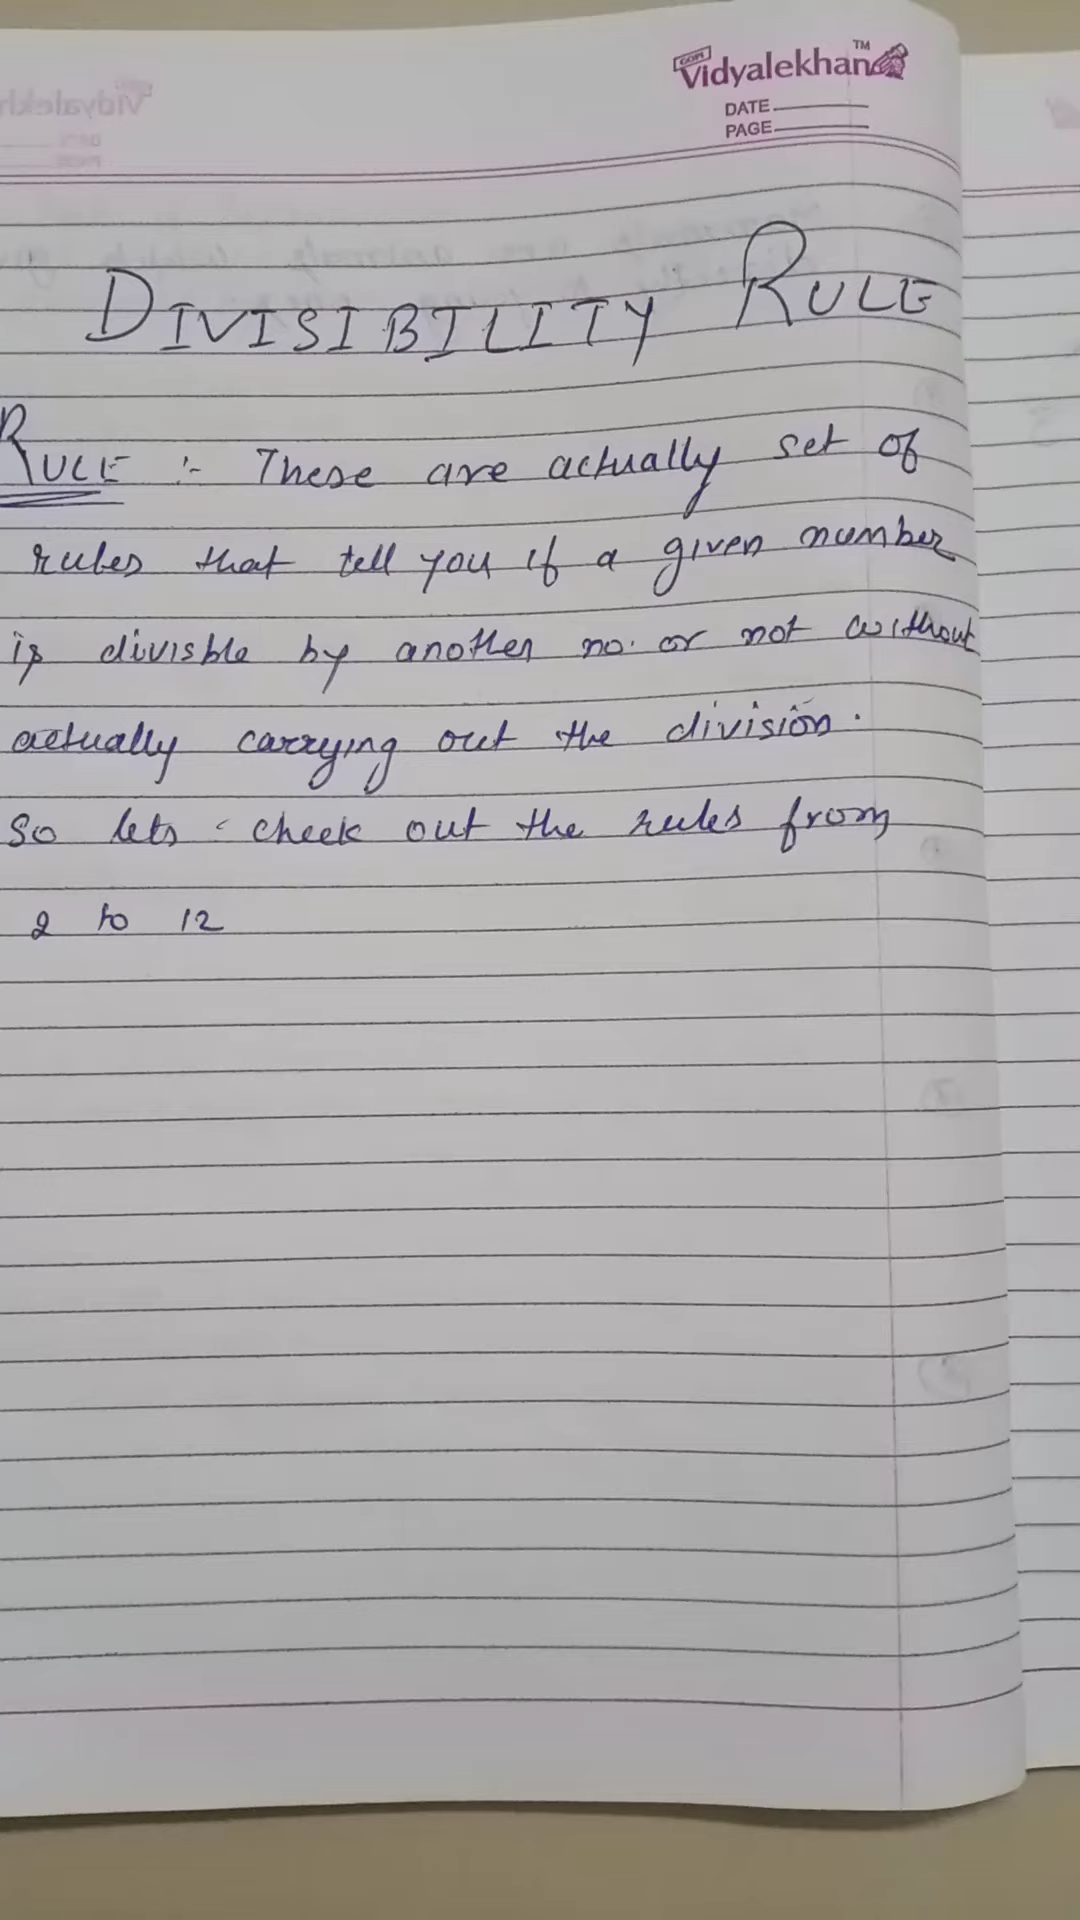 GOPI
Vidyalekhan TM
DATE
PAGE
DIVISIBILITY RULE
RULE :- These are actually set of
rules that tell you if a given number
is divisble by another no. or not without
actually carrying out the division.
So lets check out the rules from
2 to 12